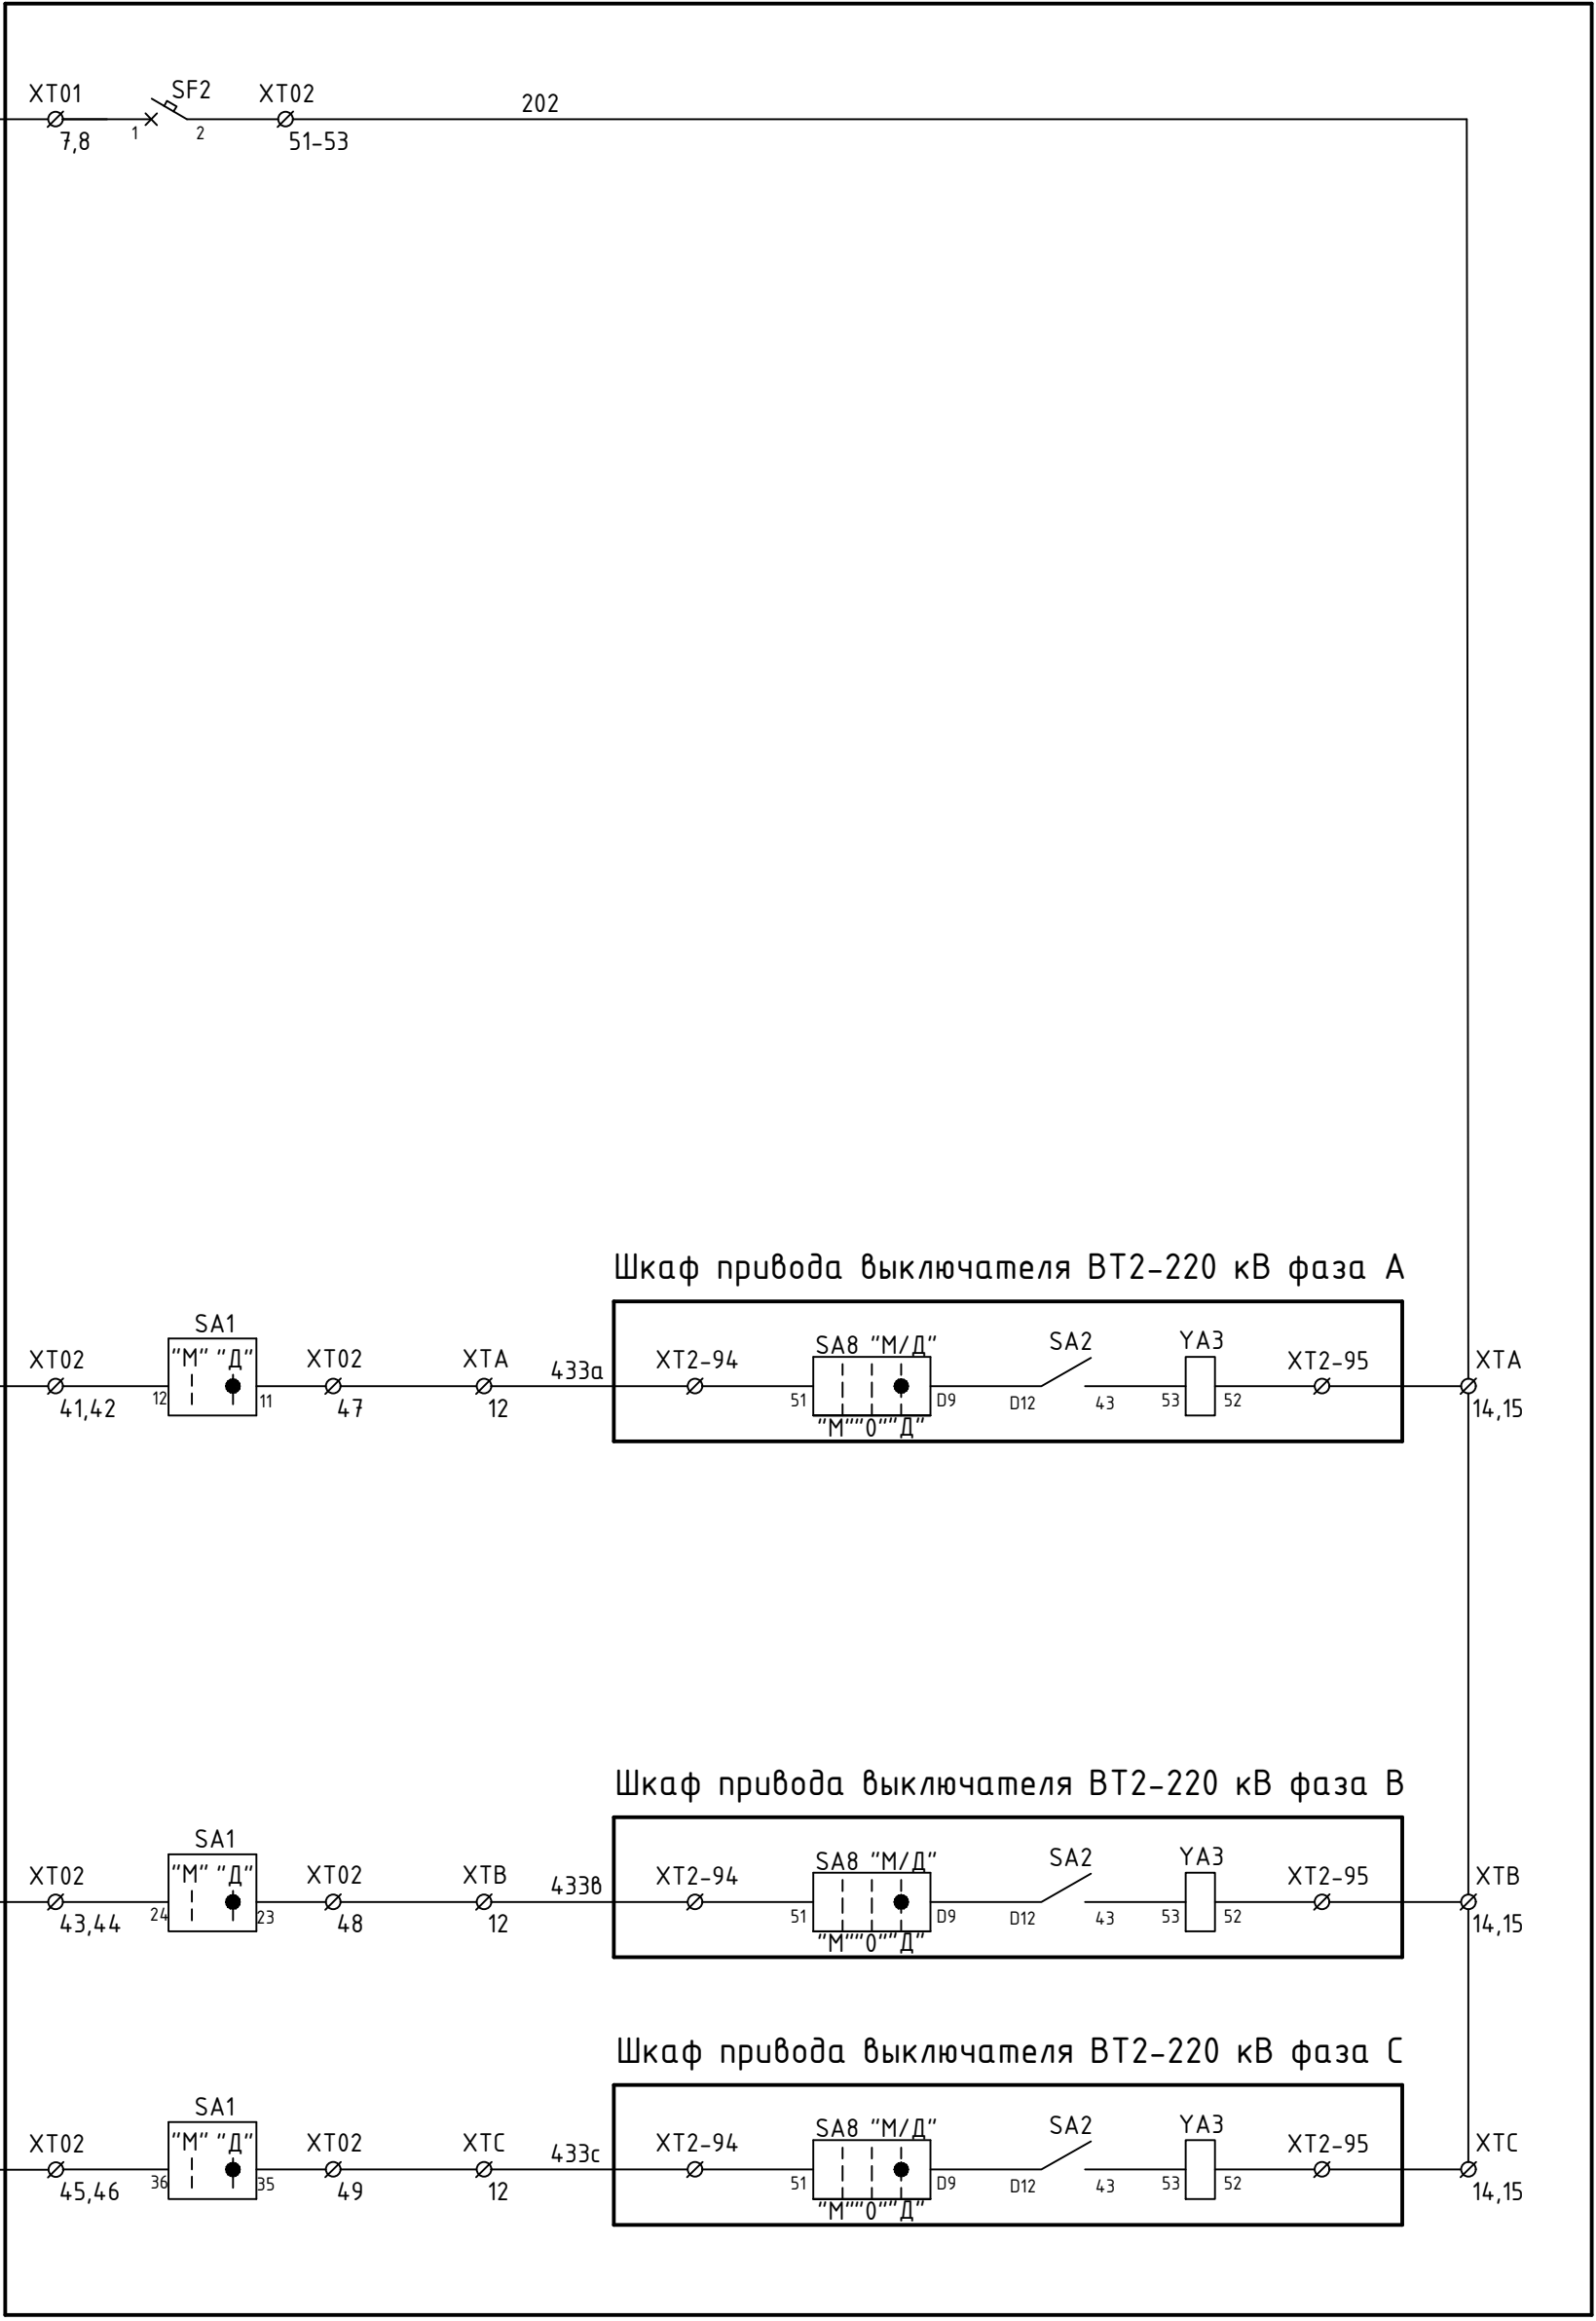 XT01 SF2 XT02 202
7,8 1 2 51-53
Шкаф привода выключателя ВТ2-220 кВ фаза А
SA1
XT02 "М" "Д" XT02 XTA 433а XT2-94 SA8 "М/Д" SA2 YA3 XT2-95 XTA
41,42 12 11 47 12 51 D9 D12 43 53 52 14,15
"М""0""Д"
Шкаф привода выключателя ВТ2-220 кВ фаза В
SA1
XT02 "М" "Д" XT02 XTB 433в XT2-94 SA8 "М/Д" SA2 YA3 XT2-95 XTB
43,44 24 23 48 12 51 D9 D12 43 53 52 14,15
"М""0""Д"
Шкаф привода выключателя ВТ2-220 кВ фаза С
SA1
XT02 "М" "Д" XT02 XTC 433с XT2-94 SA8 "М/Д" SA2 YA3 XT2-95 XTC
45,46 36 35 49 12 51 D9 D12 43 53 52 14,15
"М""0""Д"